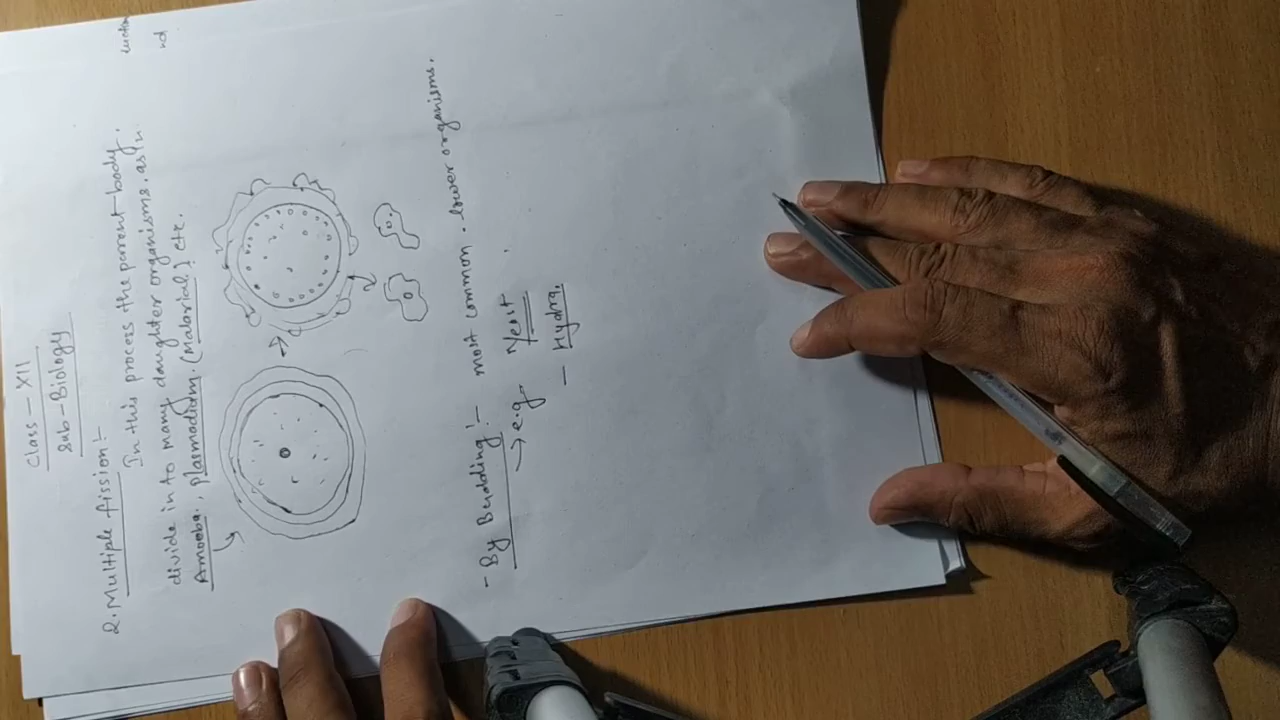 Class - XII
Sub - Biology
2. Multiple fission :-
In this process the parent body.
divide in to many daughter organisms. as in
Amoeba, plasmodium. (Malarial) etc.
- By Budding :- most common . lower organisms.
→ e.g. Yeast
- Hydra.